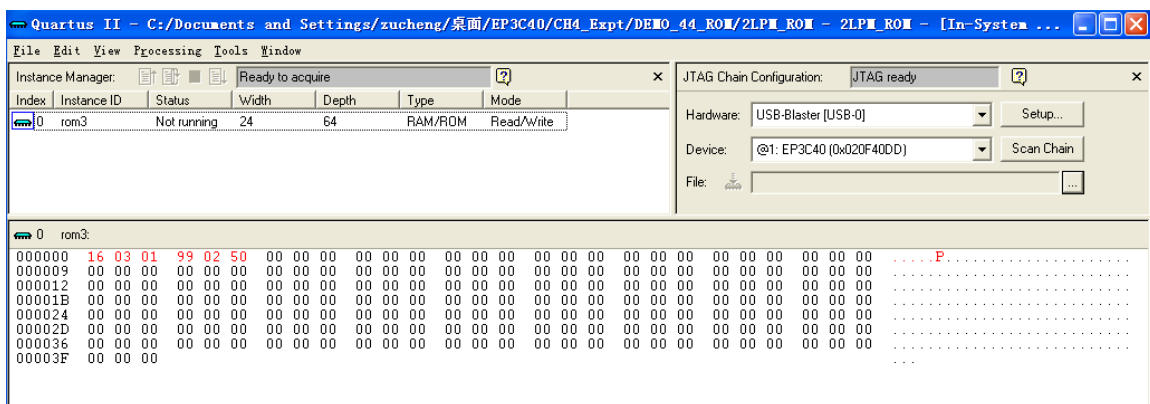 Quartus II - C:/Documents and Settings/zucheng/桌面/EP3C40/CH4_Expt/DEMO_44_ROM/2LPM_ROM - 2LPM_ROM - [In-System ...
File Edit View Processing Tools Window
Instance Manager: Ready to acquire
Index Instance ID Status Width Depth Type Mode
0 rom3 Not running 24 64 RAM/ROM Read/Write
JTAG Chain Configuration: JTAG ready
Hardware: USB-Blaster [USB-0] Setup...
Device: @1: EP3C40 (0x020F40DD) Scan Chain
File: ...
0 rom3:
000000 16 03 01 99 02 50 00 00 00 00 00 00 00 00 00 00 00 00 00 00 00 00 00 00 00 00 00 .....P.....................
000009 00 00 00 00 00 00 00 00 00 00 00 00 00 00 00 00 00 00 00 00 00 00 00 00 00 00 00 ...........................
000012 00 00 00 00 00 00 00 00 00 00 00 00 00 00 00 00 00 00 00 00 00 00 00 00 00 00 00 ...........................
00001B 00 00 00 00 00 00 00 00 00 00 00 00 00 00 00 00 00 00 00 00 00 00 00 00 00 00 00 ...........................
000024 00 00 00 00 00 00 00 00 00 00 00 00 00 00 00 00 00 00 00 00 00 00 00 00 00 00 00 ...........................
00002D 00 00 00 00 00 00 00 00 00 00 00 00 00 00 00 00 00 00 00 00 00 00 00 00 00 00 00 ...........................
000036 00 00 00 00 00 00 00 00 00 00 00 00 00 00 00 00 00 00 00 00 00 00 00 00 00 00 00 ...........................
00003F 00 00 00 ...